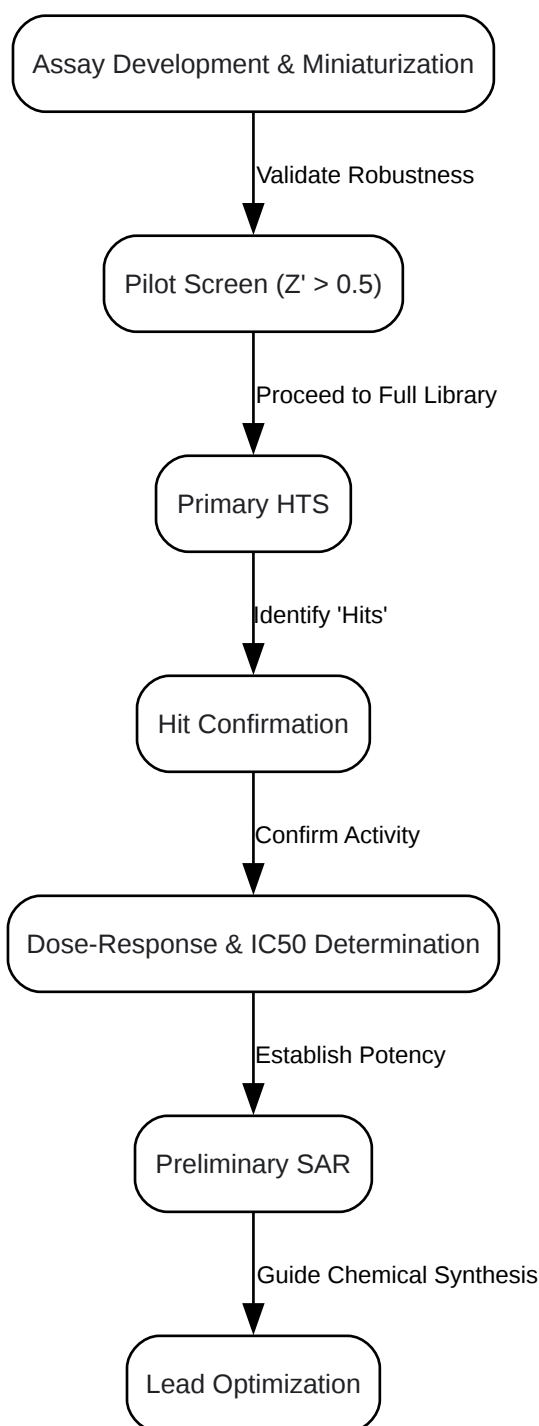 Assay Development & Miniaturization
Validate Robustness
Pilot Screen (Z' > 0.5)
Proceed to Full Library
Primary HTS
Identify 'Hits'
Hit Confirmation
Confirm Activity
Dose-Response & IC50 Determination
Establish Potency
Preliminary SAR
Guide Chemical Synthesis
Lead Optimization